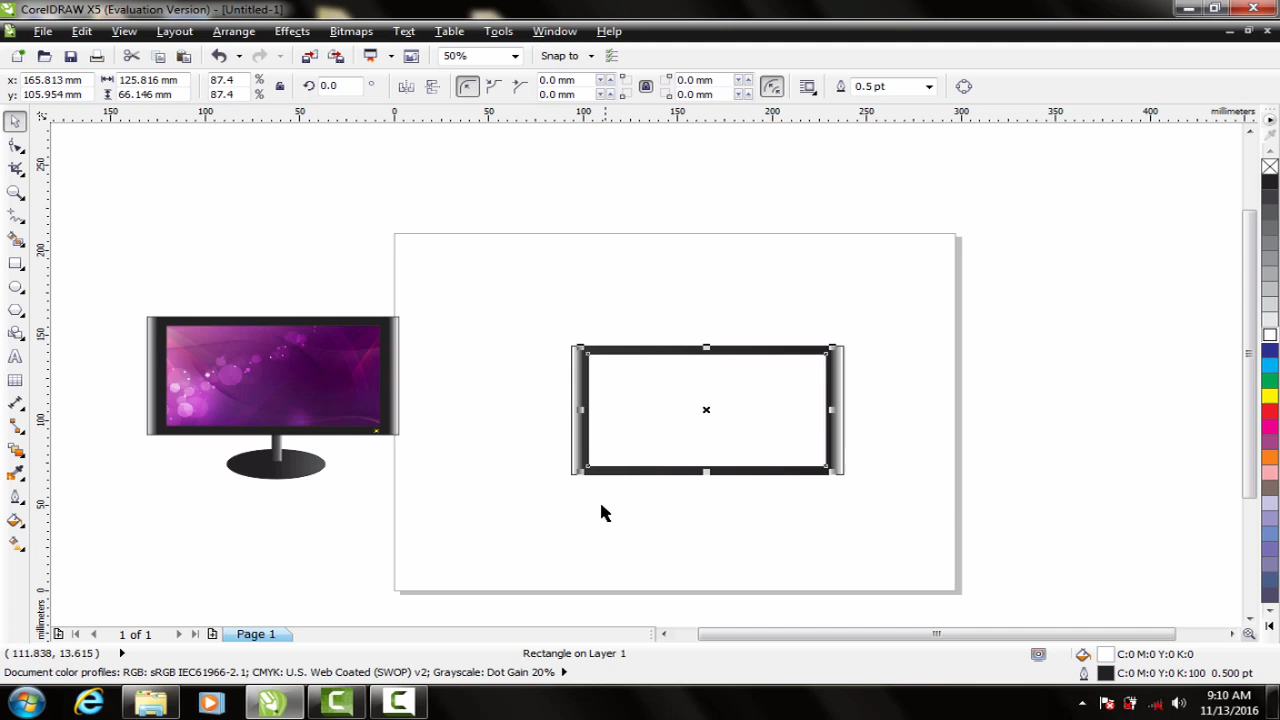 CorelDRAW X5 (Evaluation Version) - [Untitled-1]
File Edit View Layout Arrange Effects Bitmaps Text Table Tools Window Help
50% Snap to
x: 165.813 mm 125.816 mm 87.4 % 0.0 ° 0.0 mm 0.0 mm 0.5 pt
y: 105.954 mm 66.146 mm 87.4 % 0.0 mm 0.0 mm
150 100 50 0 50 100 150 200 250 300 350 400 millimeters
250
200
150
100
50
0
millimeters
1 of 1 Page 1
( 111.838, 13.615 ) Rectangle on Layer 1 C:0 M:0 Y:0 K:0
Document color profiles: RGB: sRGB IEC61966-2.1; CMYK: U.S. Web Coated (SWOP) v2; Grayscale: Dot Gain 20% C:0 M:0 Y:0 K:100 0.500 pt
9:10 AM
11/13/2016